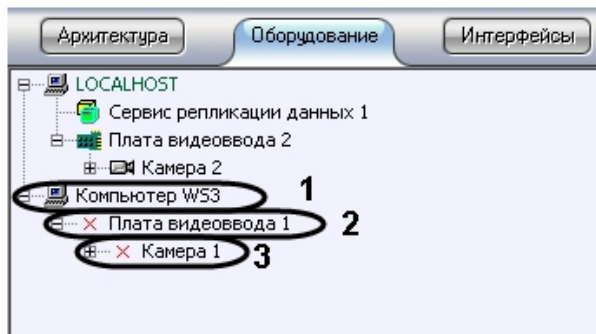 Архитектура Оборудование Интерфейсы
LOCALHOST
Сервис репликации данных 1
Плата видеоввода 2
Камера 2
Компьютер WS3 1
Плата видеоввода 1 2
Камера 1 3